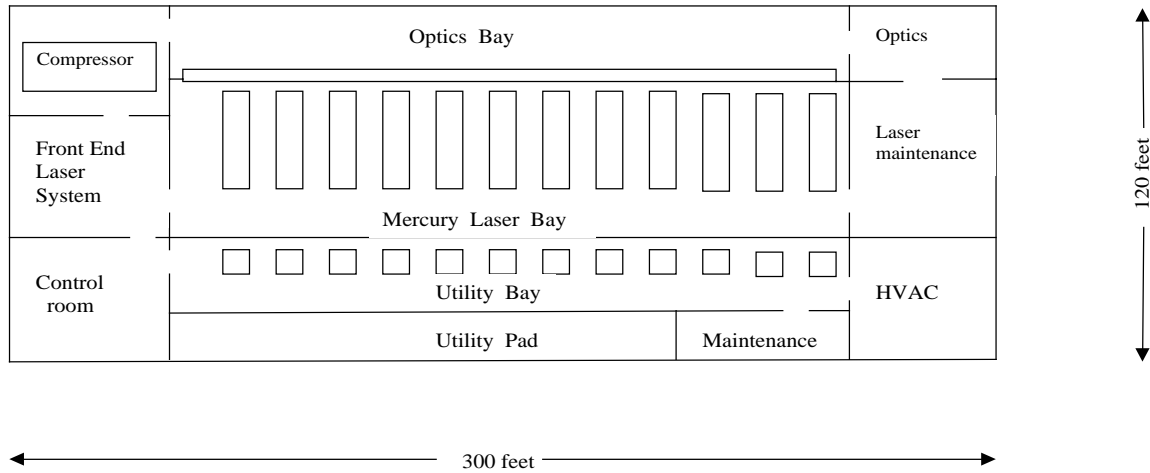 Optics Bay
Optics
Compressor
Front End
Laser
System
Laser
maintenance
120 feet
Mercury Laser Bay
Control
room
Utility Bay
HVAC
Utility Pad
Maintenance
300 feet